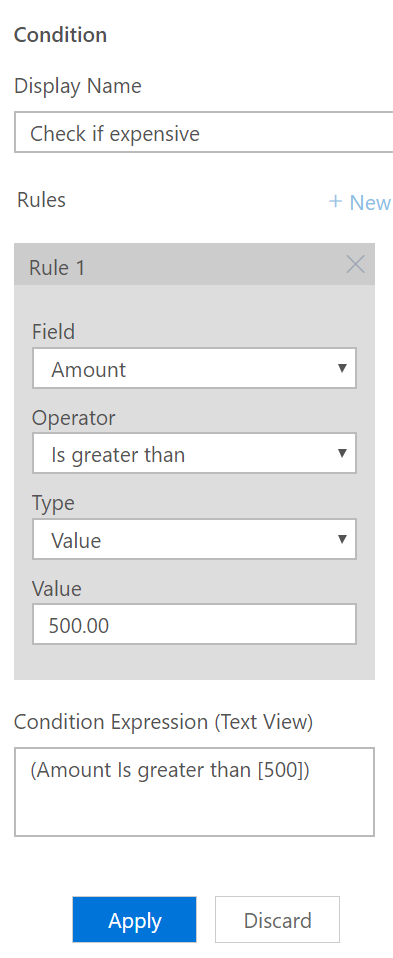 Condition
Display Name
Check if expensive
Rules
+ New
Rule 1
Field
Amount
Operator
Is greater than
Type
Value
Value
500.00
Condition Expression (Text View)
(Amount Is greater than [500])
Apply
Discard